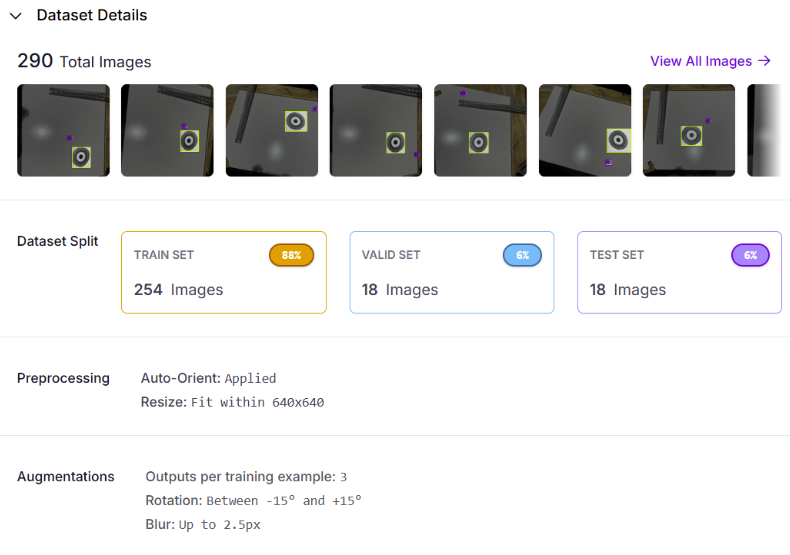 Dataset Details
290 Total Images
View All Images →
Dataset Split
TRAIN SET
88%
254 Images
VALID SET
6%
18 Images
TEST SET
6%
18 Images
Preprocessing
Auto-Orient: Applied
Resize: Fit within 640x640
Augmentations
Outputs per training example: 3
Rotation: Between -15° and +15°
Blur: Up to 2.5px